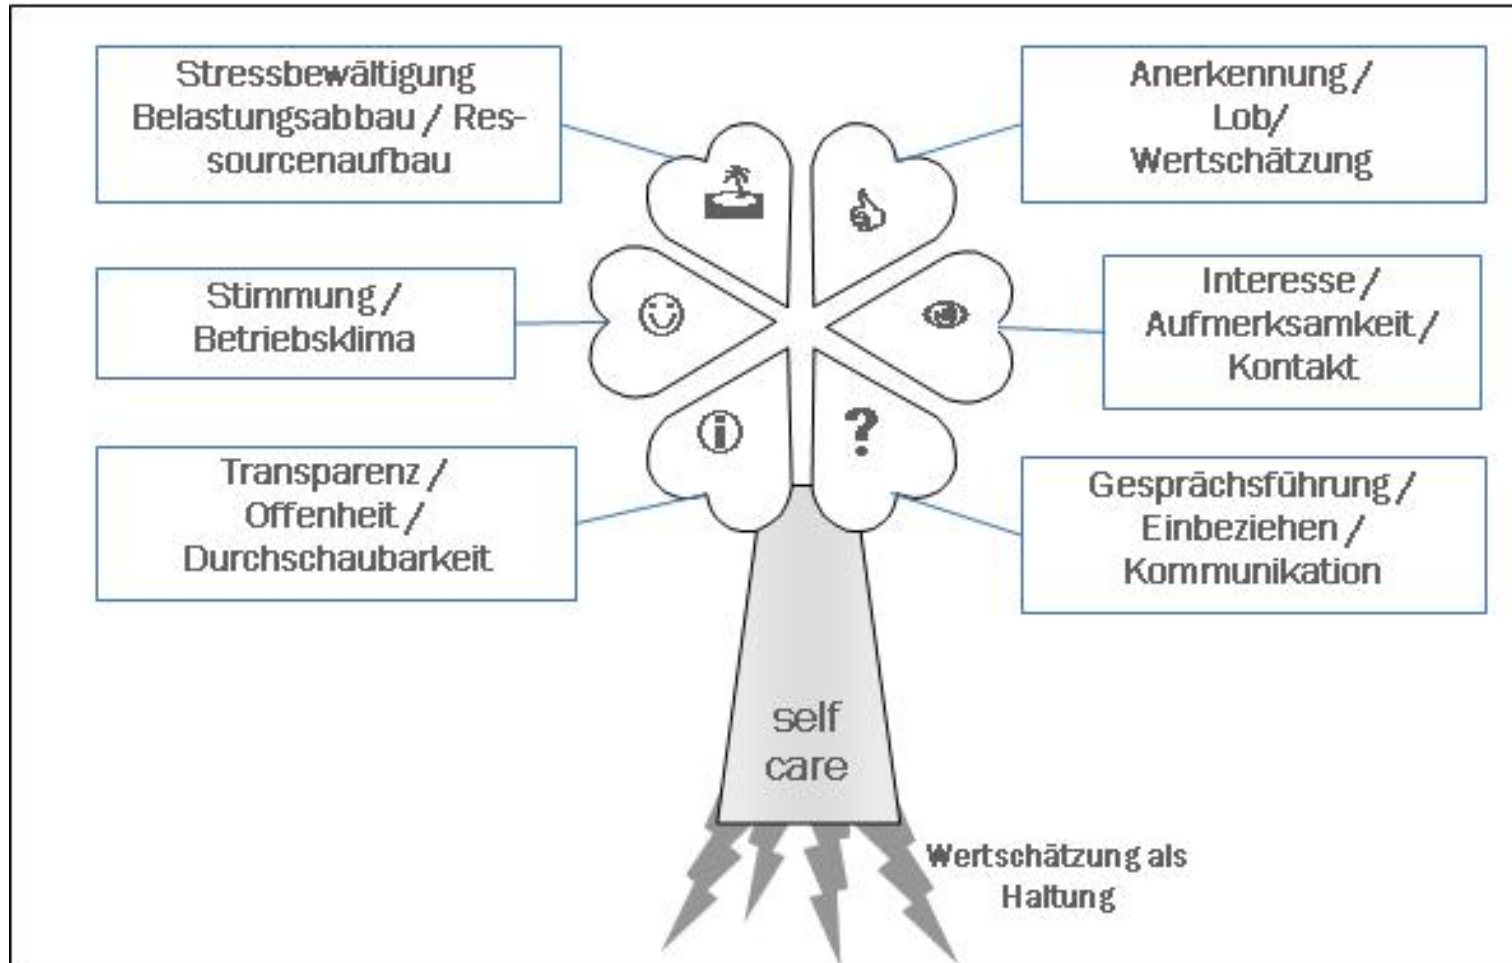 Stressbewältigung
Belastungsabbau / Res-
sourcenaufbau
Anerkennung /
Lob/
Wertschätzung
Stimmung /
Betriebsklima
Interesse /
Aufmerksamkeit /
Kontakt
Transparenz /
Offenheit /
Durchschaubarkeit
Gesprächsführung /
Einbeziehen /
Kommunikation
i
?
self
care
Wertschätzung als
Haltung